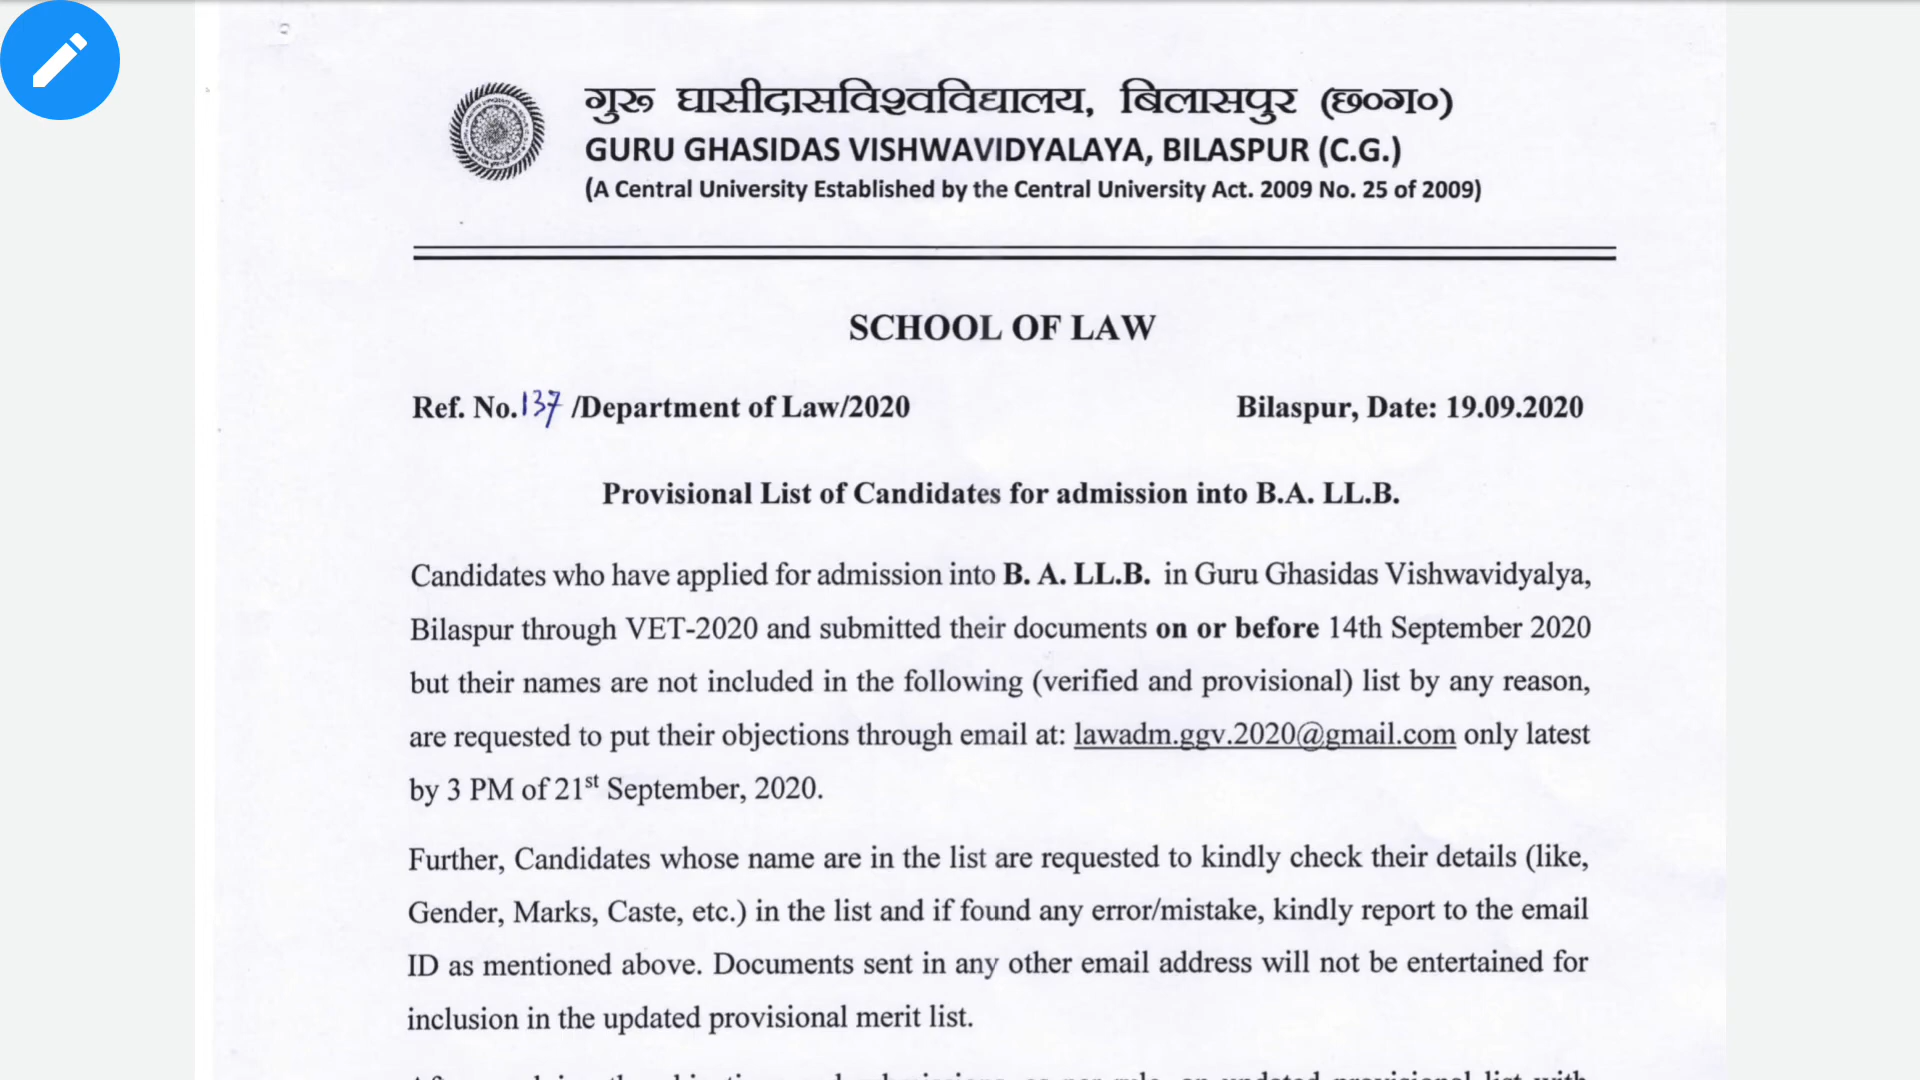 गुरु घासीदासविश्वविद्यालय, बिलासपुर (छ०ग०)
GURU GHASIDAS VISHWAVIDYALAYA, BILASPUR (C.G.)
(A Central University Established by the Central University Act. 2009 No. 25 of 2009)
SCHOOL OF LAW
Ref. No.137 /Department of Law/2020 Bilaspur, Date: 19.09.2020
Provisional List of Candidates for admission into B.A. LL.B.
Candidates who have applied for admission into B. A. LL.B. in Guru Ghasidas Vishwavidyalya,
Bilaspur through VET-2020 and submitted their documents on or before 14th September 2020
but their names are not included in the following (verified and provisional) list by any reason,
are requested to put their objections through email at: lawadm.ggv.2020@gmail.com only latest
by 3 PM of 21st September, 2020.
Further, Candidates whose name are in the list are requested to kindly check their details (like,
Gender, Marks, Caste, etc.) in the list and if found any error/mistake, kindly report to the email
ID as mentioned above. Documents sent in any other email address will not be entertained for
inclusion in the updated provisional merit list.